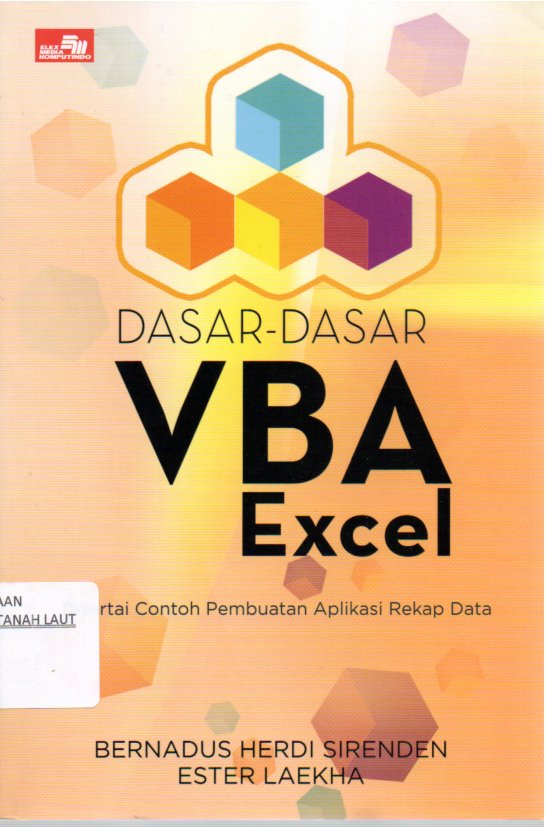 ELEX
MEDIA
KOMPUTINDO
DASAR-DASAR
VBA
Excel
Contoh Pembuatan Aplikasi Rekap Data
AAN
TANAH LAUT
BERNADUS HERDI SIRENDEN
ESTER LAEKHA